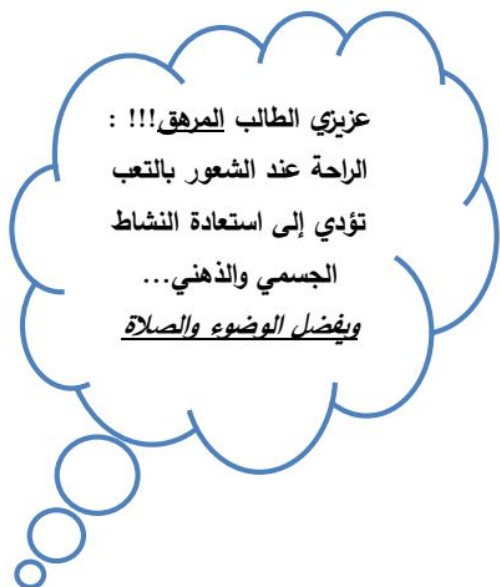 عزيزي الطالب المرهق!!! :
الراحة عند الشعور بالتعب
تؤدي إلى استعادة النشاط
الجسمي والذهني...
ويفضل الوضوء والصلاة